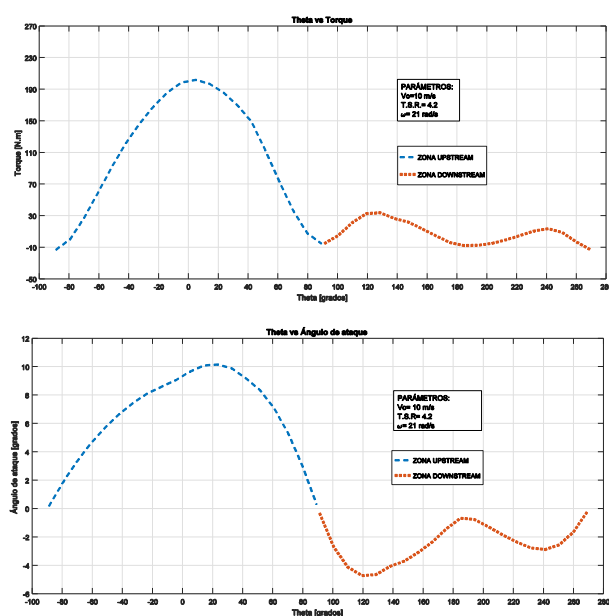 Theta vs Torque
270
230
190
150
110
70
30
-10
-50
Torque [N.m]
PARÁMETROS:
Vo=10 m/s
T.S.R.= 4.2
ω= 21 rad/s
ZONA UPSTREAM
ZONA DOWNSTREAM
-100 -80 -60 -40 -20 0 20 40 60 80 100 120 140 160 180 200 220 240 260 280
Theta [grados]
Theta vs Ángulo de ataque
12
10
8
6
4
2
0
-2
-4
-6
Ángulo de ataque [grados]
PARÁMETROS:
Vo= 10 m/s
T.S.R= 4.2
ω= 21 rad/s
ZONA UPSTREAM
ZONA DOWNSTREAM
-100 -80 -60 -40 -20 0 20 40 60 80 100 120 140 160 180 200 220 240 260 280
Theta [grados]